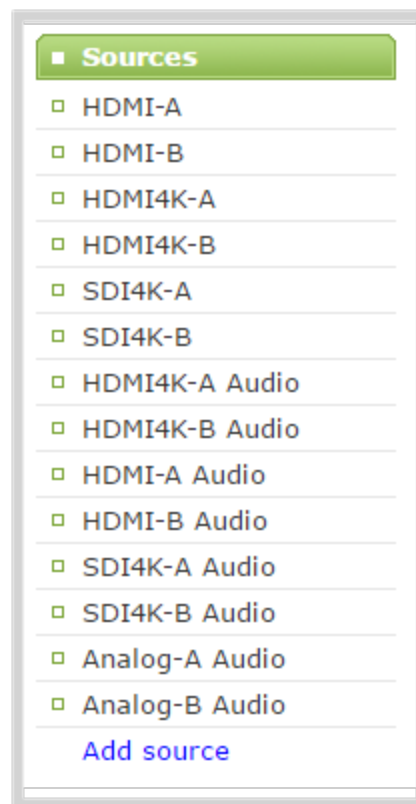 Sources
HDMI-A
HDMI-B
HDMI4K-A
HDMI4K-B
SDI4K-A
SDI4K-B
HDMI4K-A Audio
HDMI4K-B Audio
HDMI-A Audio
HDMI-B Audio
SDI4K-A Audio
SDI4K-B Audio
Analog-A Audio
Analog-B Audio
Add source